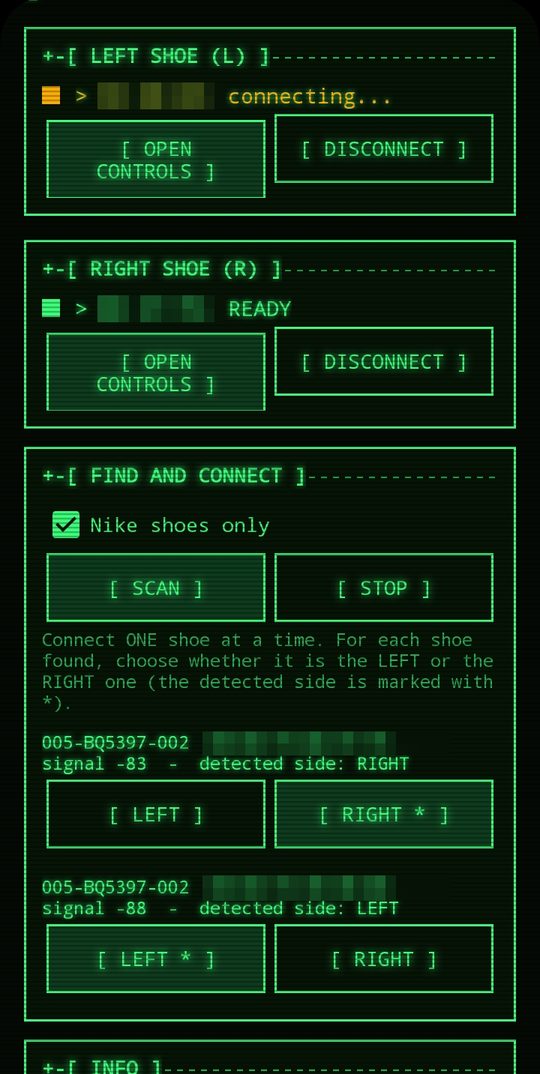 +-[ LEFT SHOE (L) ]-------------------
> connecting...
[ OPEN CONTROLS ]
[ DISCONNECT ]
+-[ RIGHT SHOE (R) ]------------------
> READY
[ OPEN CONTROLS ]
[ DISCONNECT ]
+-[ FIND AND CONNECT ]----------------
Nike shoes only
[ SCAN ] [ STOP ]
Connect ONE shoe at a time. For each shoe
found, choose whether it is the LEFT or the
RIGHT one (the detected side is marked with
*).
005-BQ5397-002
signal -83 - detected side: RIGHT
[ LEFT ] [ RIGHT * ]
005-BQ5397-002
signal -88 - detected side: LEFT
[ LEFT * ] [ RIGHT ]
+-[ INFO ]----------------------------